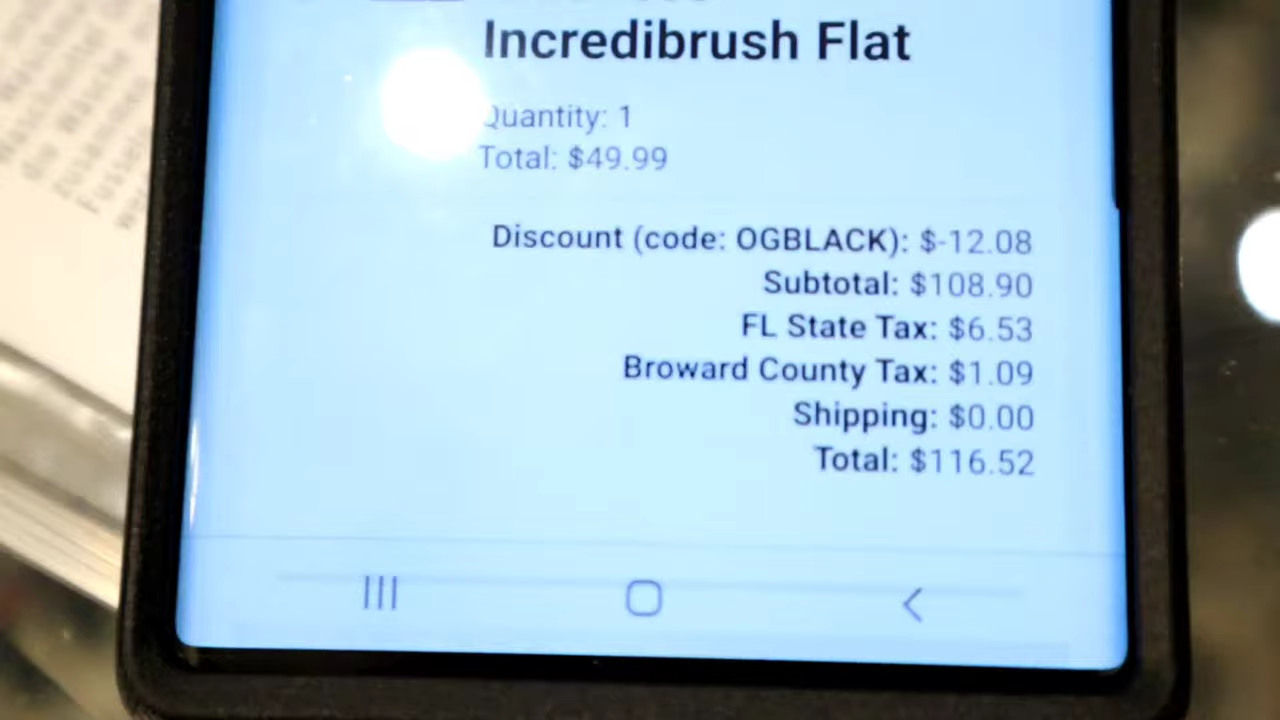 Incredibrush Flat
Quantity: 1
Total: $49.99
Discount (code: OGBLACK): $-12.08
Subtotal: $108.90
FL State Tax: $6.53
Broward County Tax: $1.09
Shipping: $0.00
Total: $116.52